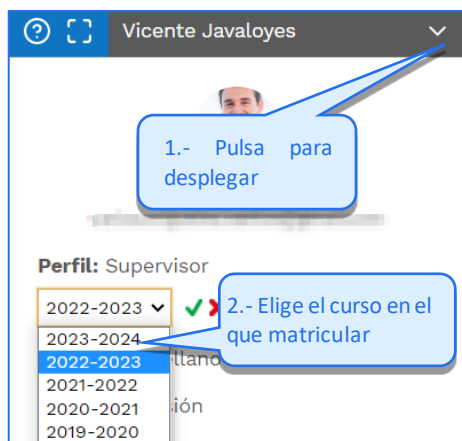 Vicente Javaloyes
1.- Pulsa para
desplegar
Perfil: Supervisor
2022-2023
2.- Elige el curso en el
que matricular
2023-2024
2022-2023
2021-2022
2020-2021
2019-2020